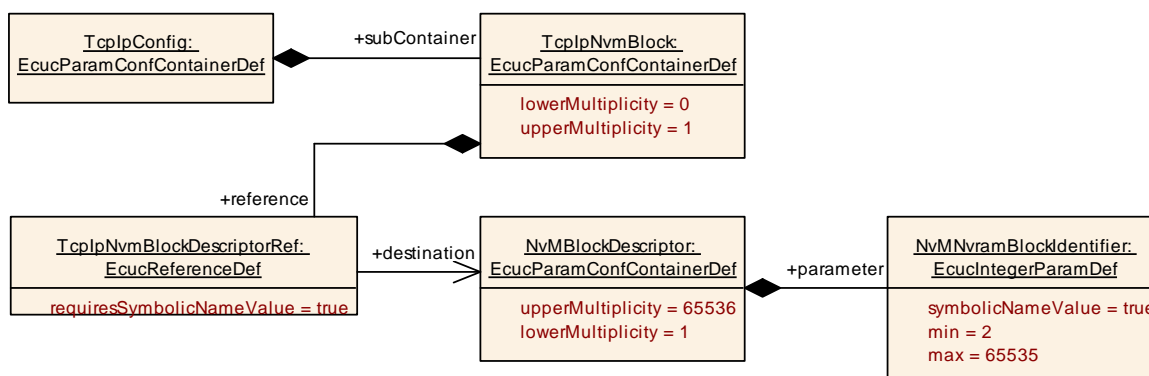 TcpIpConfig:
EcucParamConfContainerDef
+subContainer
TcpIpNvmBlock:
EcucParamConfContainerDef
lowerMultiplicity = 0
upperMultiplicity = 1
+reference
TcpIpNvmBlockDescriptorRef:
EcucReferenceDef
requiresSymbolicNameValue = true
+destination
NvMBlockDescriptor:
EcucParamConfContainerDef
upperMultiplicity = 65536
lowerMultiplicity = 1
+parameter
NvMNvramBlockIdentifier:
EcucIntegerParamDef
symbolicNameValue = true
min = 2
max = 65535